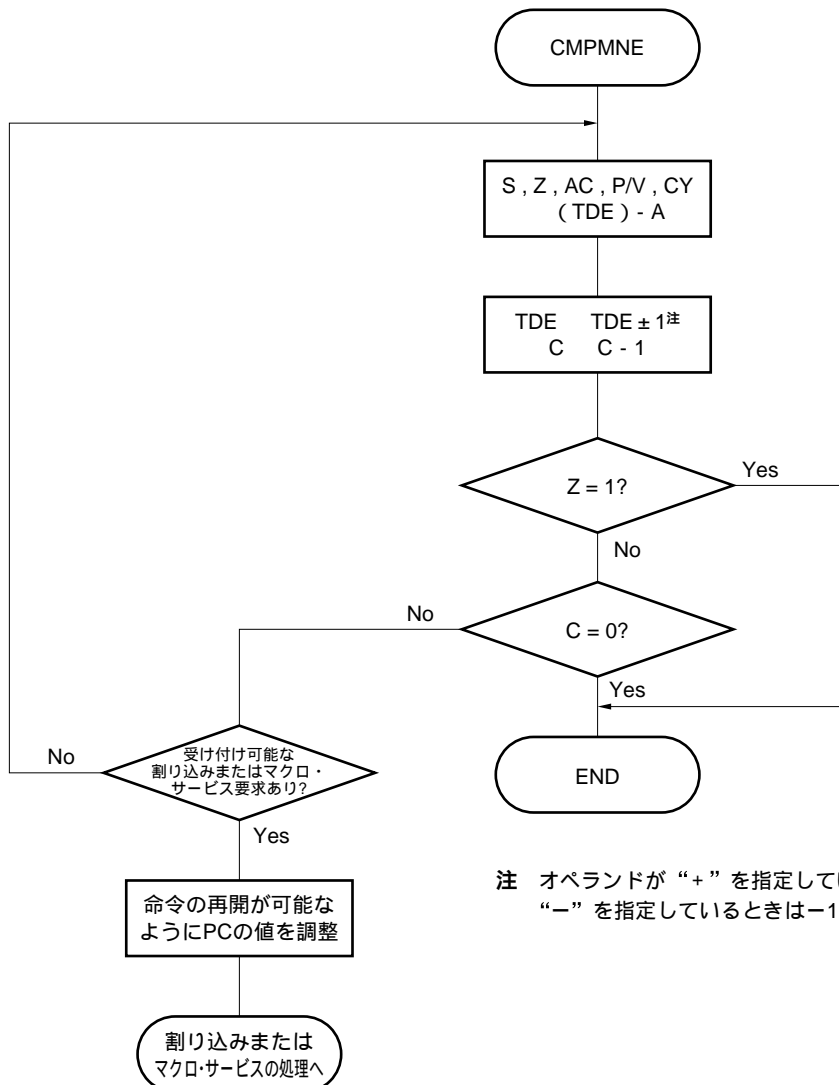 CMPMNE
S , Z , AC , P/V , CY
( TDE ) - A
TDE TDE ± 1注
C C - 1
Z = 1?
Yes
No
C = 0?
No
Yes
受け付け可能な
割り込みまたはマクロ・
サービス要求あり?
No
Yes
END
命令の再開が可能な
ようにPCの値を調整
割り込みまたは
マクロ・サービスの処理へ
注 オペランドが “+” を指定してい
“−” を指定しているときは−1